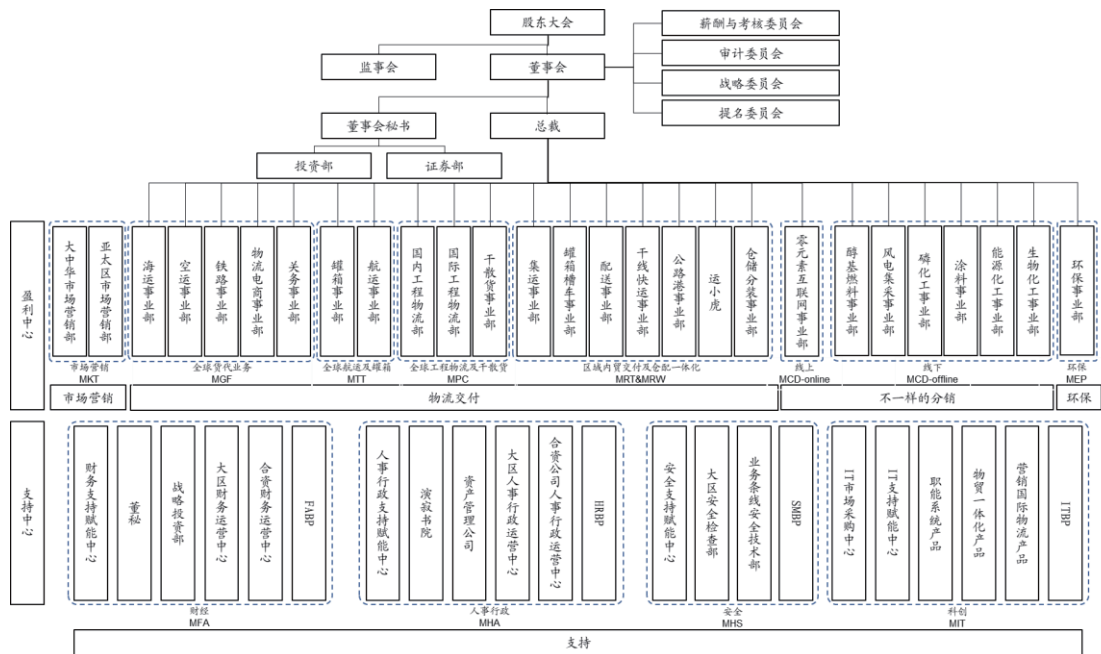 股东大会
监事会
董事会
薪酬与考核委员会
审计委员会
战略委员会
提名委员会
董事会秘书
总裁
投资部
证券部
盈利中心
大中华市场营销部
亚太区市场营销部
海运事业部
空运事业部
铁路事业部
物流电商事业部
关务事业部
罐箱事业部
航运事业部
国内工程物流部
国际工程物流部
干散货事业部
集运事业部
罐箱槽车事业部
配送事业部
干线快运事业部
公路港事业部
运小虎
仓储分装事业部
零元素互联网事业部
醇基燃料事业部
风电集采事业部
磷化工事业部
涂料事业部
能源化工事业部
生物化工事业部
环保事业部
市场营销
MKT
全球货代业务
MGF
全球航运及罐箱
MTT
全球工程物流及干散货
MPC
区域内贸交付及仓配一体化
MRT&MRW
线上
MCD-online
线下
MCD-offline
环保
MEP
市场营销
物流交付
不一样的分销
环保
支持中心
财务支持赋能中心
董秘
战略投资部
大区财务运营中心
合资财务运营中心
FABP
人事行政支持赋能中心
演寂书院
资产管理公司
大区人事行政运营中心
合资公司人事行政运营中心
HRBP
安全支持赋能中心
大区安全检查部
业务条线安全技术部
SMBP
IT市场采购中心
IT支持赋能中心
职能系统产品
物贸一体化产品
营销国际物流产品
ITBP
财经
MFA
人事行政
MHA
安全
MHS
科创
MIT
支持